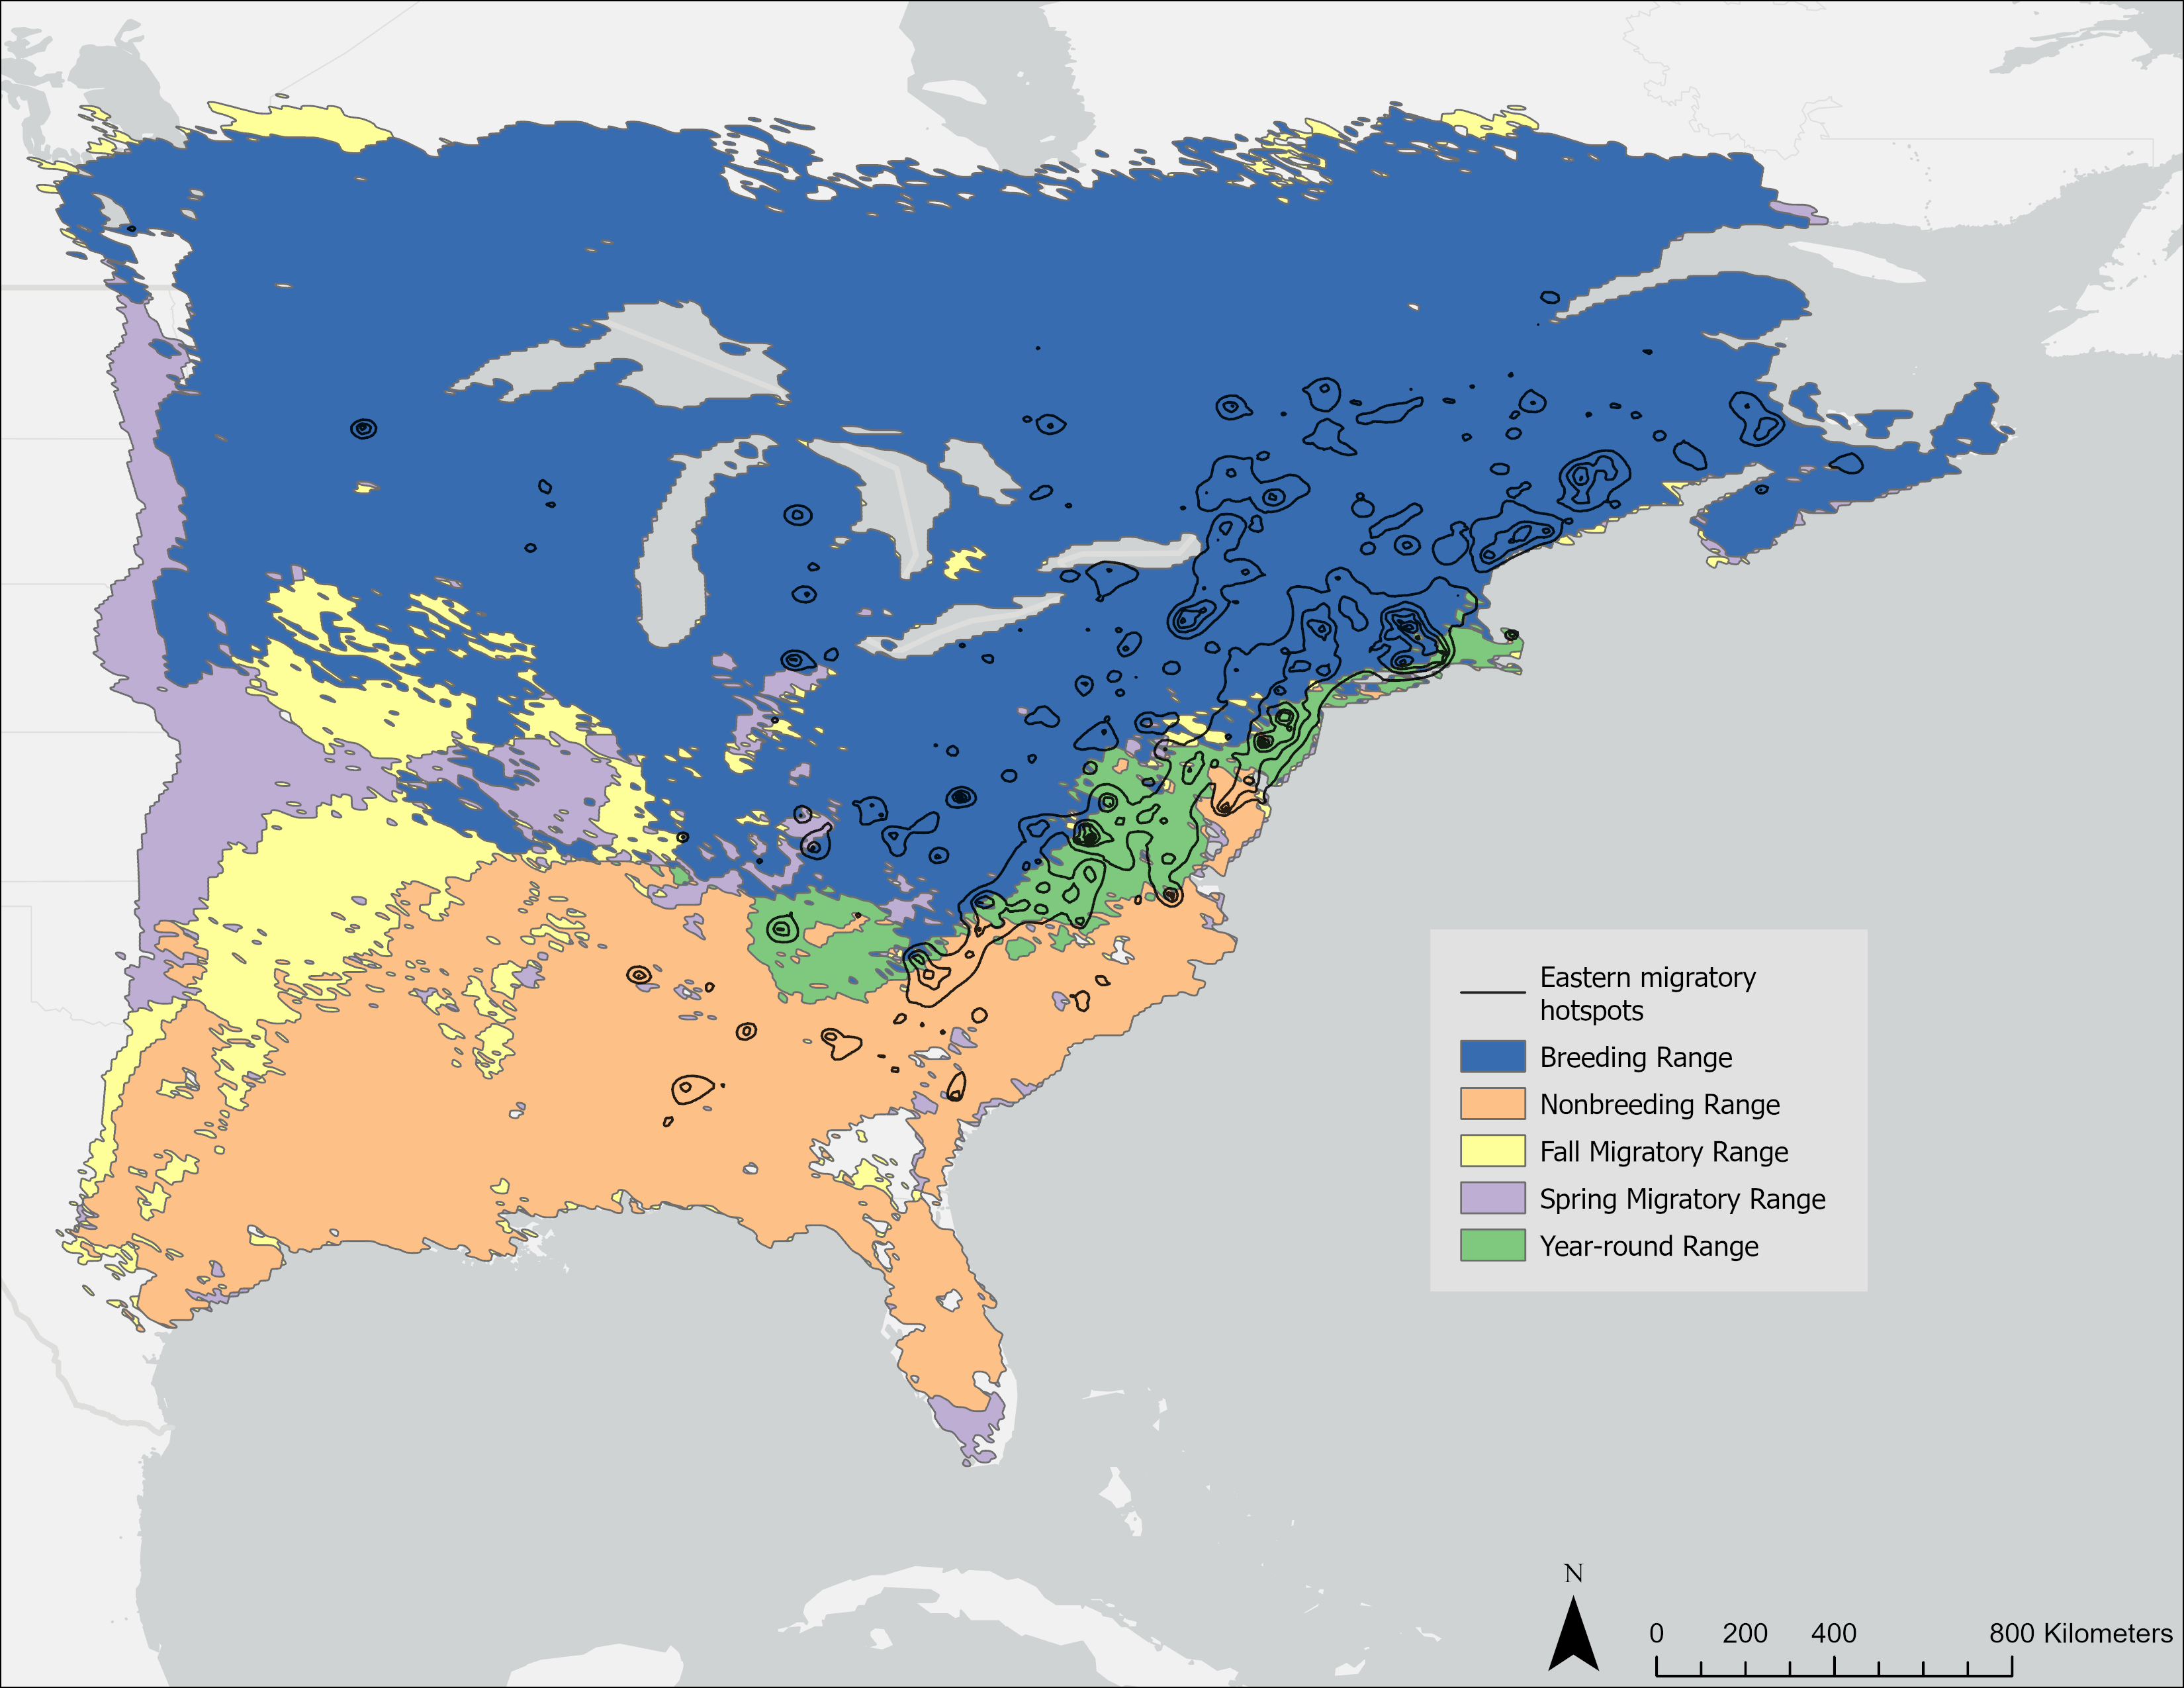 Eastern migratory
hotspots
Breeding Range
Nonbreeding Range
Fall Migratory Range
Spring Migratory Range
Year-round Range
N
0 200 400 800 Kilometers